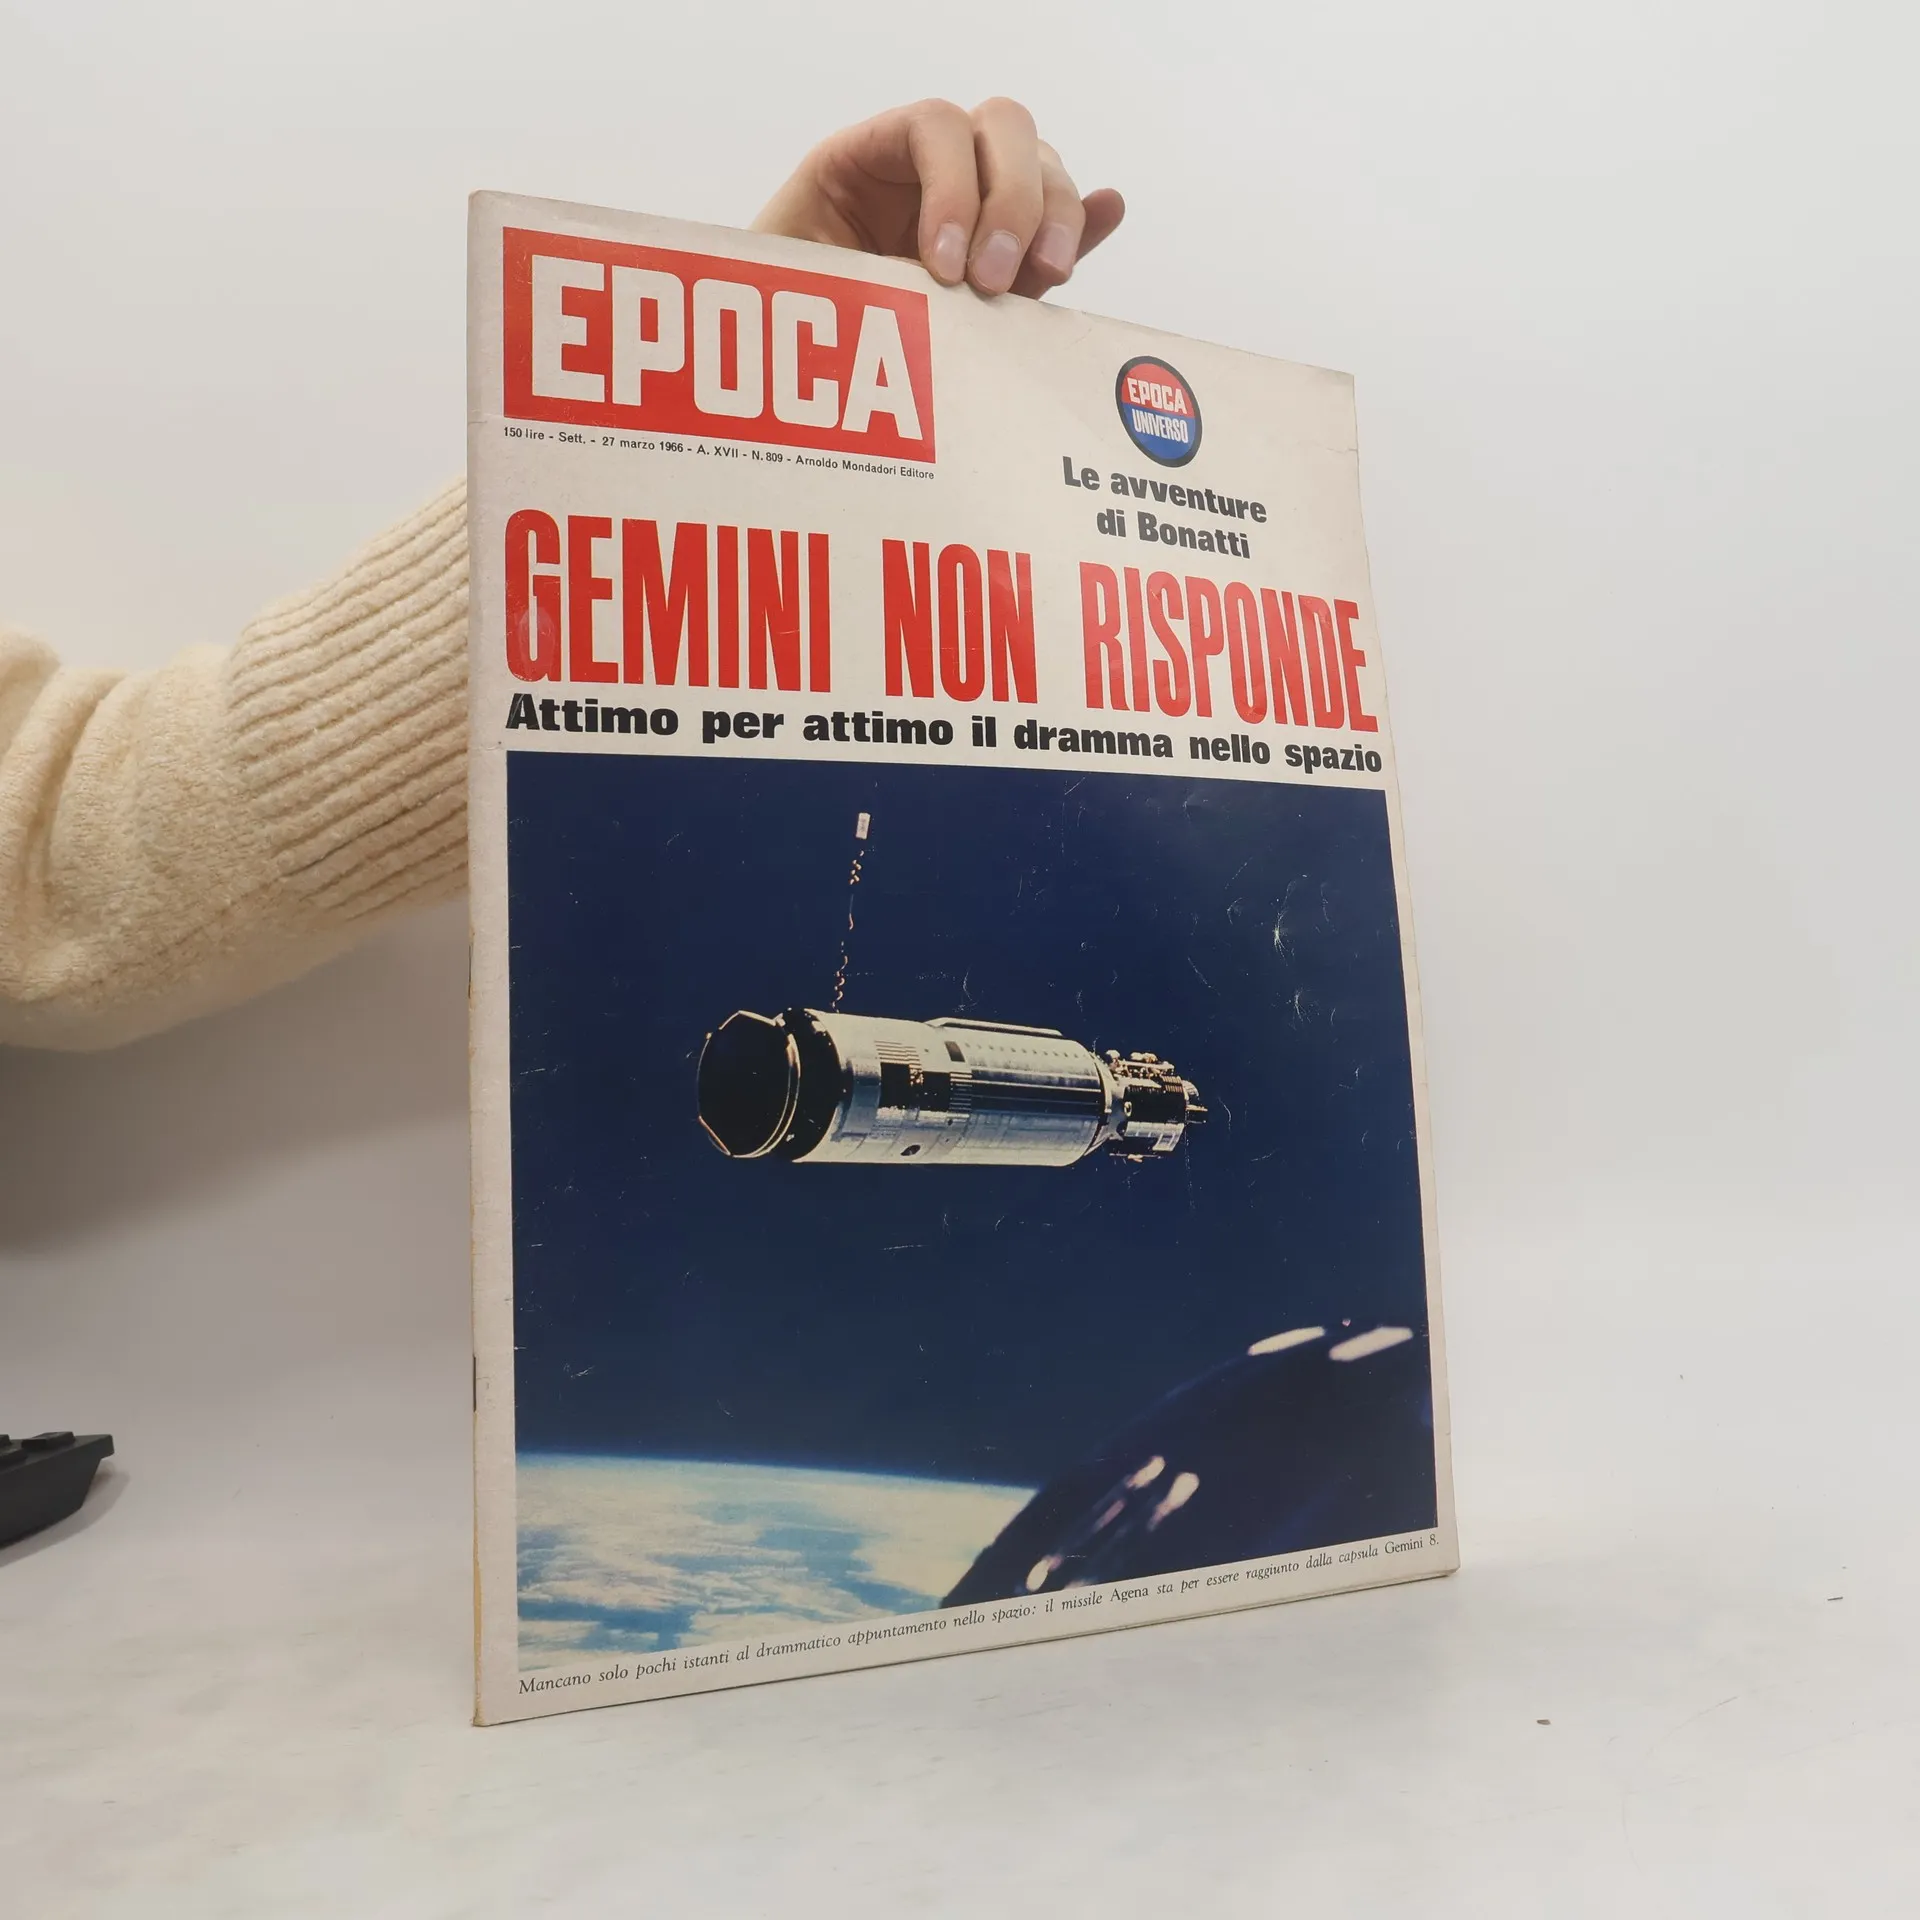 EPOCA
150 lire - Sett. - 27 marzo 1966 - A. XVII - N. 809 - Arnoldo Mondadori Editore
EPOCA
UNIVERSO
Le avventure
di Bonatti
GEMINI NON RISPONDE
Attimo per attimo il dramma nello spazio
Mancano solo pochi istanti al drammatico appuntamento nello spazio: il missile Agena sta per essere raggiunto dalla capsula Gemini 8.